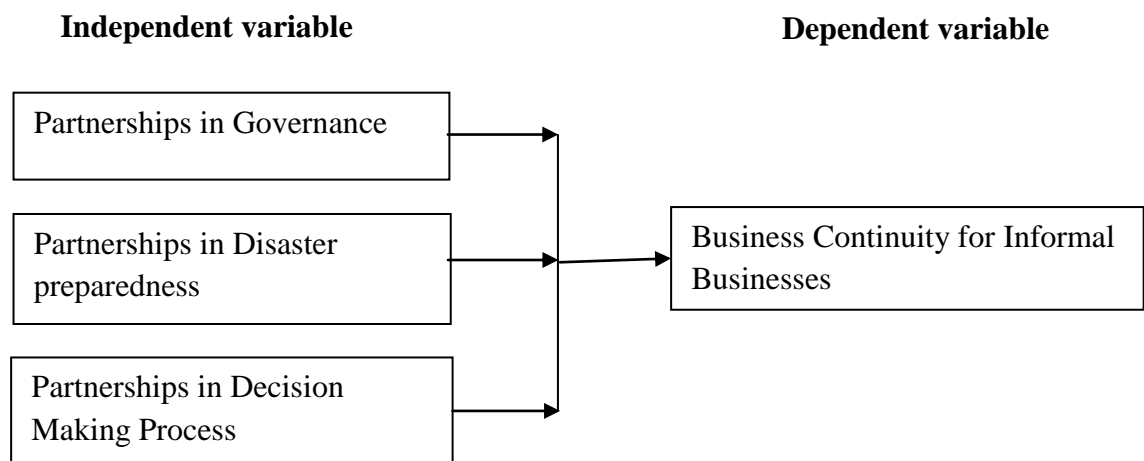 Independent variable
Dependent variable
Partnerships in Governance
Partnerships in Disaster
preparedness
Business Continuity for Informal
Businesses
Partnerships in Decision
Making Process